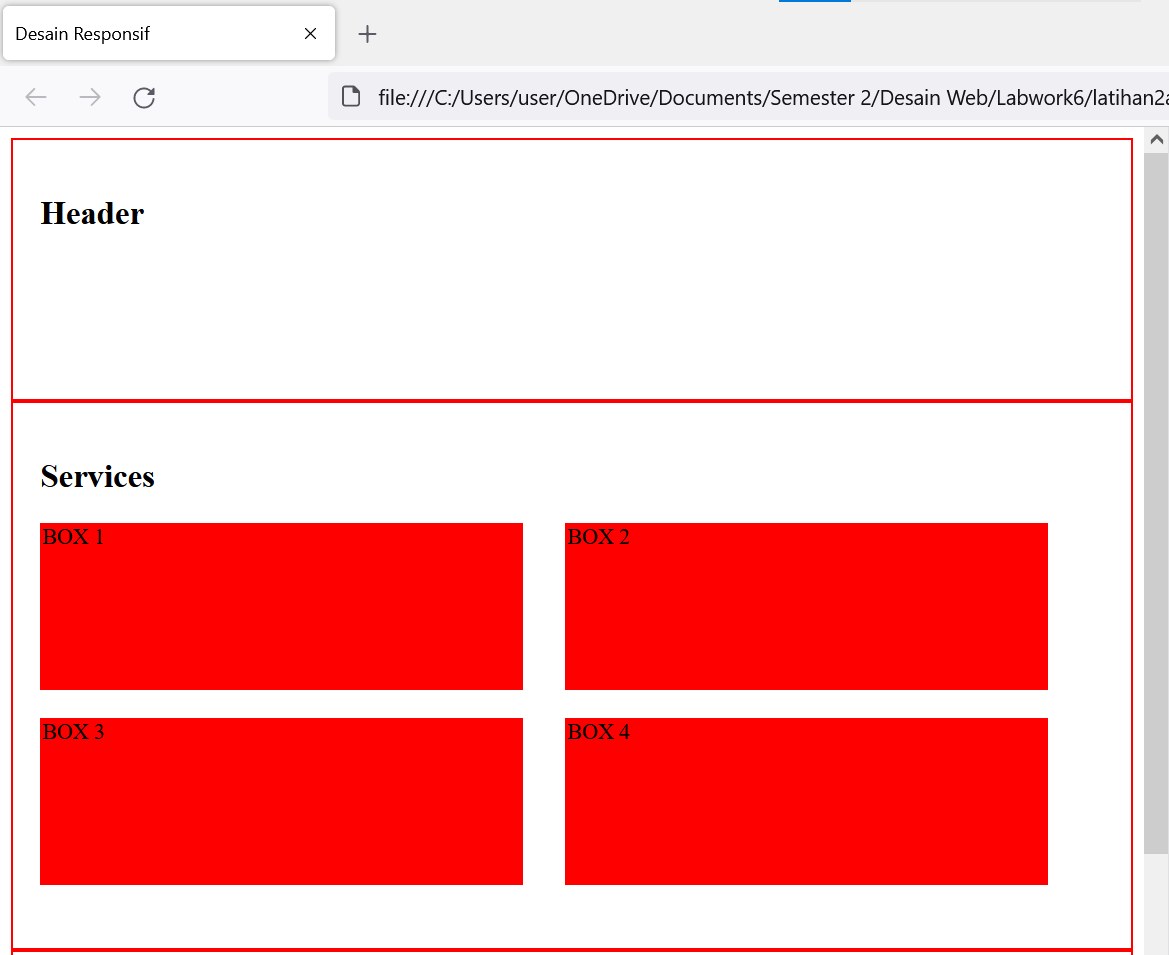 Desain Responsif
file:///C:/Users/user/OneDrive/Documents/Semester 2/Desain Web/Labwork6/latihan2a
Header
Services
BOX 1 BOX 2
BOX 3 BOX 4